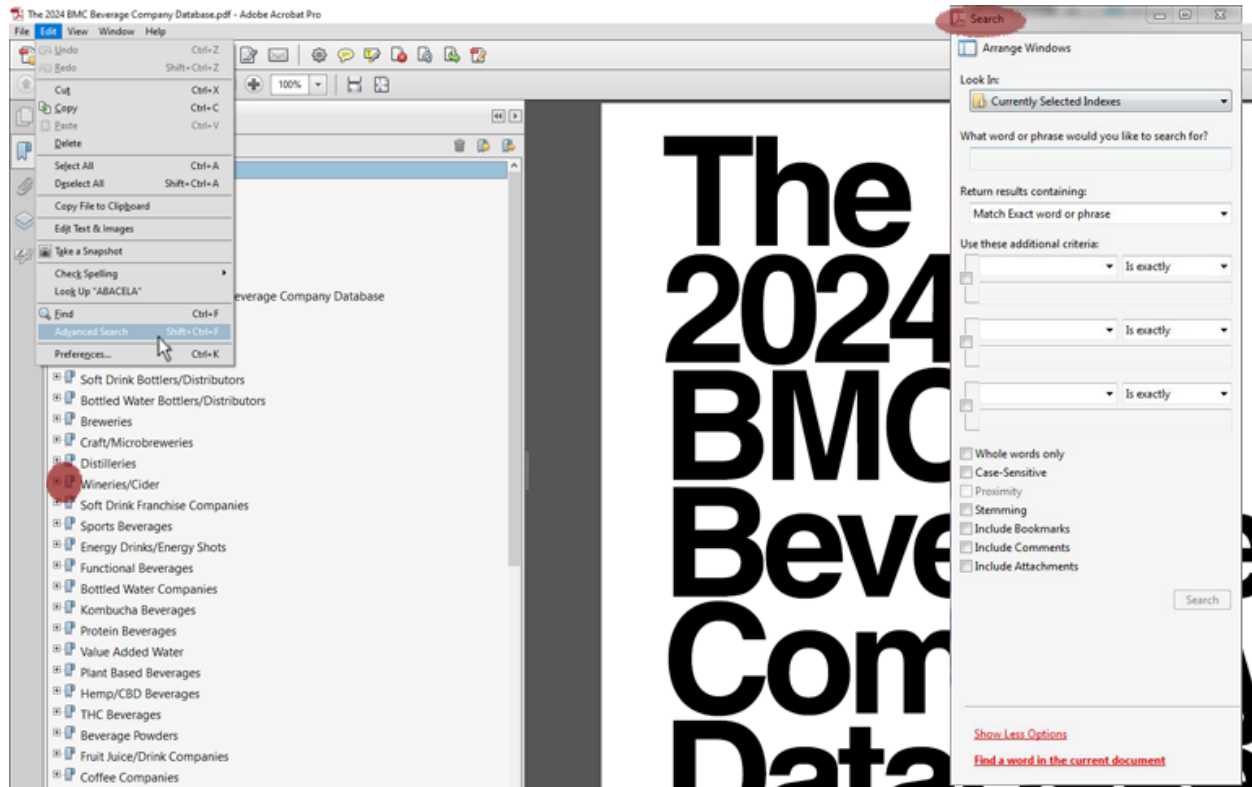 The 2024 BMC Beverage Company Database.pdf - Adobe Acrobat Pro
File Edit View Window Help
Undo Ctrl+Z
Redo Shift+Ctrl+Z
Cut Ctrl+X
Copy Ctrl+C
Paste Ctrl+V
Delete
Select All Ctrl+A
Deselect All Shift+Ctrl+A
Copy File to Clipboard
Edit Text & Images
Take a Snapshot
Check Spelling
Look Up "ABACELA"
Find Ctrl+F
Advanced Search Shift+Ctrl+F
Preferences... Ctrl+K
100%
everage Company Database
Soft Drink Bottlers/Distributors
Bottled Water Bottlers/Distributors
Breweries
Craft/Microbreweries
Distilleries
Wineries/Cider
Soft Drink Franchise Companies
Sports Beverages
Energy Drinks/Energy Shots
Functional Beverages
Bottled Water Companies
Kombucha Beverages
Protein Beverages
Value Added Water
Plant Based Beverages
Hemp/CBD Beverages
THC Beverages
Beverage Powders
Fruit Juice/Drink Companies
Coffee Companies
The
2024
BMC
Beve
Com
Data
Search
Arrange Windows
Look In:
Currently Selected Indexes
What word or phrase would you like to search for?
Return results containing:
Match Exact word or phrase
Use these additional criteria:
Is exactly
Is exactly
Is exactly
Whole words only
Case-Sensitive
Proximity
Stemming
Include Bookmarks
Include Comments
Include Attachments
Search
Show Less Options
Find a word in the current document